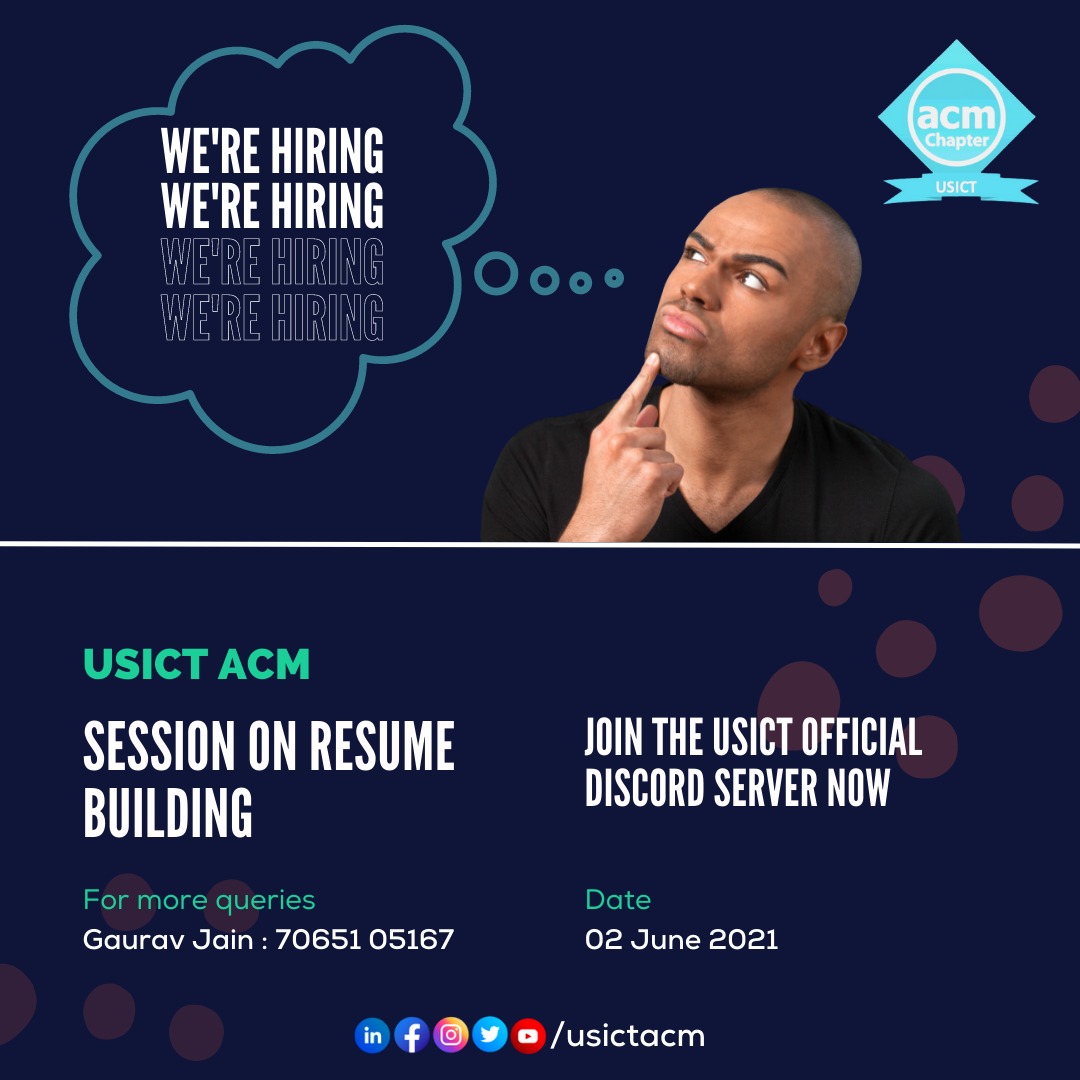 WE'RE HIRING
WE'RE HIRING
WE'RE HIRING
WE'RE HIRING
acm
Chapter
USICT
USICT ACM
SESSION ON RESUME
BUILDING
JOIN THE USICT OFFICIAL
DISCORD SERVER NOW
For more queries
Gaurav Jain : 70651 05167
Date
02 June 2021
in
/usictacm